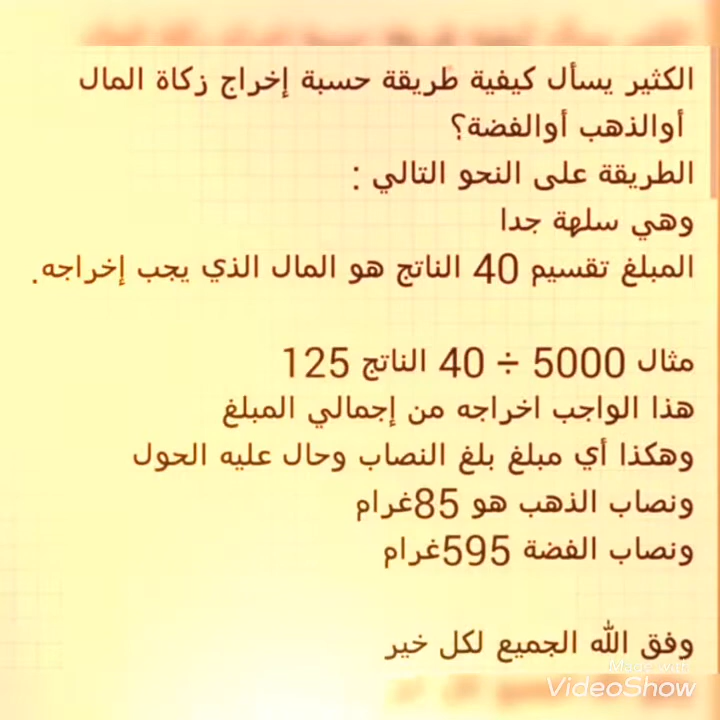 الكثير يسأل كيفية طريقة حسبة إخراج زكاة المال
أوالذهب أوالفضة؟
الطريقة على النحو التالي :
وهي سلهة جدا
المبلغ تقسيم 40 الناتج هو المال الذي يجب إخراجه.
مثال 5000 ÷ 40 الناتج 125
هذا الواجب اخراجه من إجمالي المبلغ
وهكذا أي مبلغ بلغ النصاب وحال عليه الحول
ونصاب الذهب هو 85غرام
ونصاب الفضة 595غرام
وفق الله الجميع لكل خير
Made with
VideoShow